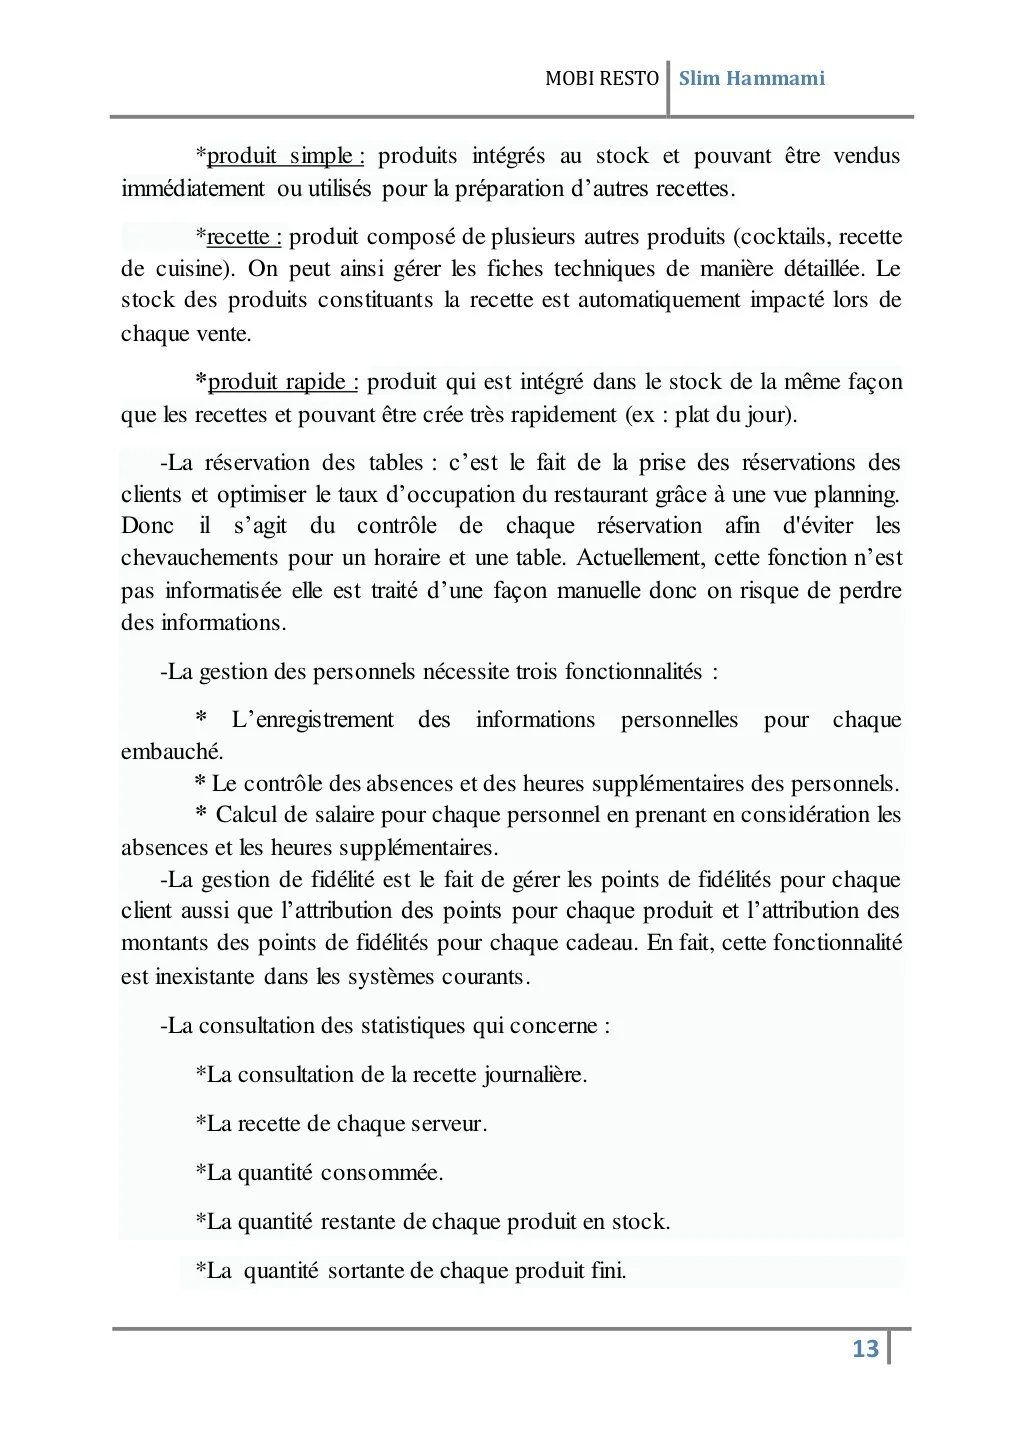 MOBI RESTO Slim Hammami
*produit simple : produits intégrés au stock et pouvant être vendus
immédiatement ou utilisés pour la préparation d’autres recettes.
*recette : produit composé de plusieurs autres produits (cocktails, recette
de cuisine). On peut ainsi gérer les fiches techniques de manière détaillée. Le
stock des produits constituants la recette est automatiquement impacté lors de
chaque vente.
*produit rapide : produit qui est intégré dans le stock de la même façon
que les recettes et pouvant être crée très rapidement (ex : plat du jour).
-La réservation des tables : c’est le fait de la prise des réservations des
clients et optimiser le taux d’occupation du restaurant grâce à une vue planning.
Donc il s’agit du contrôle de chaque réservation afin d'éviter les
chevauchements pour un horaire et une table. Actuellement, cette fonction n’est
pas informatisée elle est traité d’une façon manuelle donc on risque de perdre
des informations.
-La gestion des personnels nécessite trois fonctionnalités :
* L’enregistrement des informations personnelles pour chaque
embauché.
* Le contrôle des absences et des heures supplémentaires des personnels.
* Calcul de salaire pour chaque personnel en prenant en considération les
absences et les heures supplémentaires.
-La gestion de fidélité est le fait de gérer les points de fidélités pour chaque
client aussi que l’attribution des points pour chaque produit et l’attribution des
montants des points de fidélités pour chaque cadeau. En fait, cette fonctionnalité
est inexistante dans les systèmes courants.
-La consultation des statistiques qui concerne :
*La consultation de la recette journalière.
*La recette de chaque serveur.
*La quantité consommée.
*La quantité restante de chaque produit en stock.
*La quantité sortante de chaque produit fini.
13